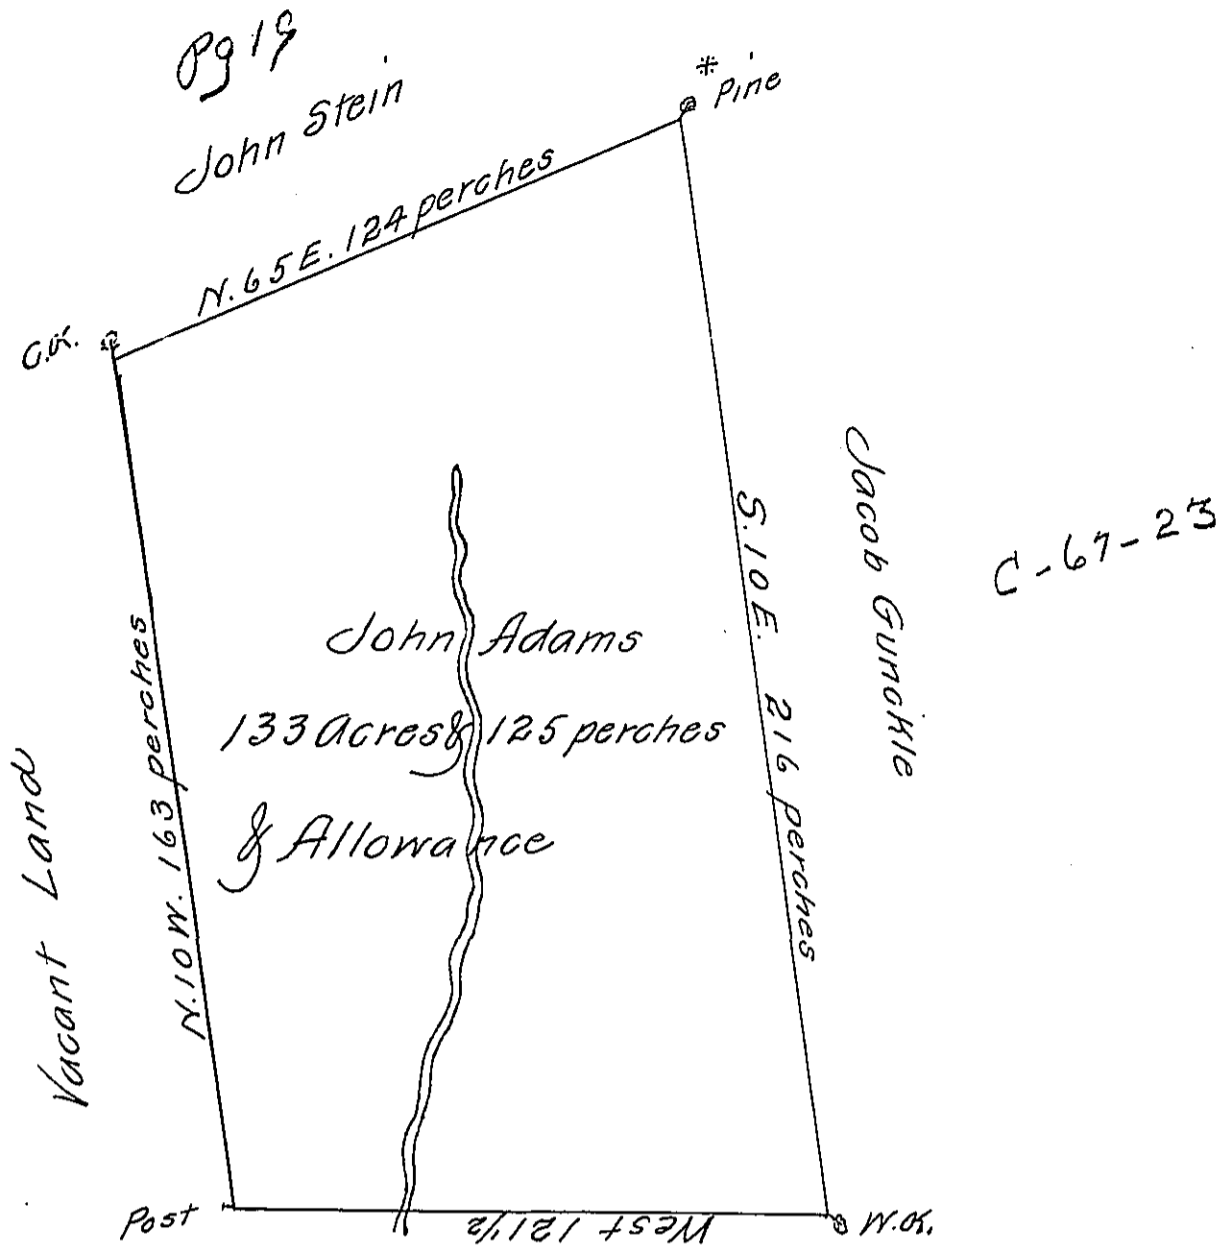 Pg 19
John Stein
* Pine
N. 65 E. 124 perches
C.K.
Jacob Gunckle
S. 10 E. 216 perches
C-67-23
John Adams
133 Acres & 125 perches
& Allowance
N. 10 W. 163 perches
Vacant Land
Post
West 121 1/2
W.K.